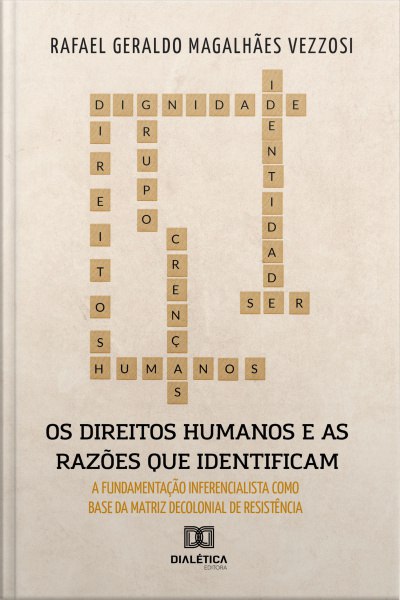 RAFAEL GERALDO MAGALHÃES VEZZOSI
DIGNIDADE
IDENTIDADE
DIREITOS
GRUPO
CRENÇAS
SER
HUMANOS
OS DIREITOS HUMANOS E AS
RAZÕES QUE IDENTIFICAM
A FUNDAMENTAÇÃO INFERENCIALISTA COMO
BASE DA MATRIZ DECOLONIAL DE RESISTÊNCIA
DIALÉTICA
EDITORA